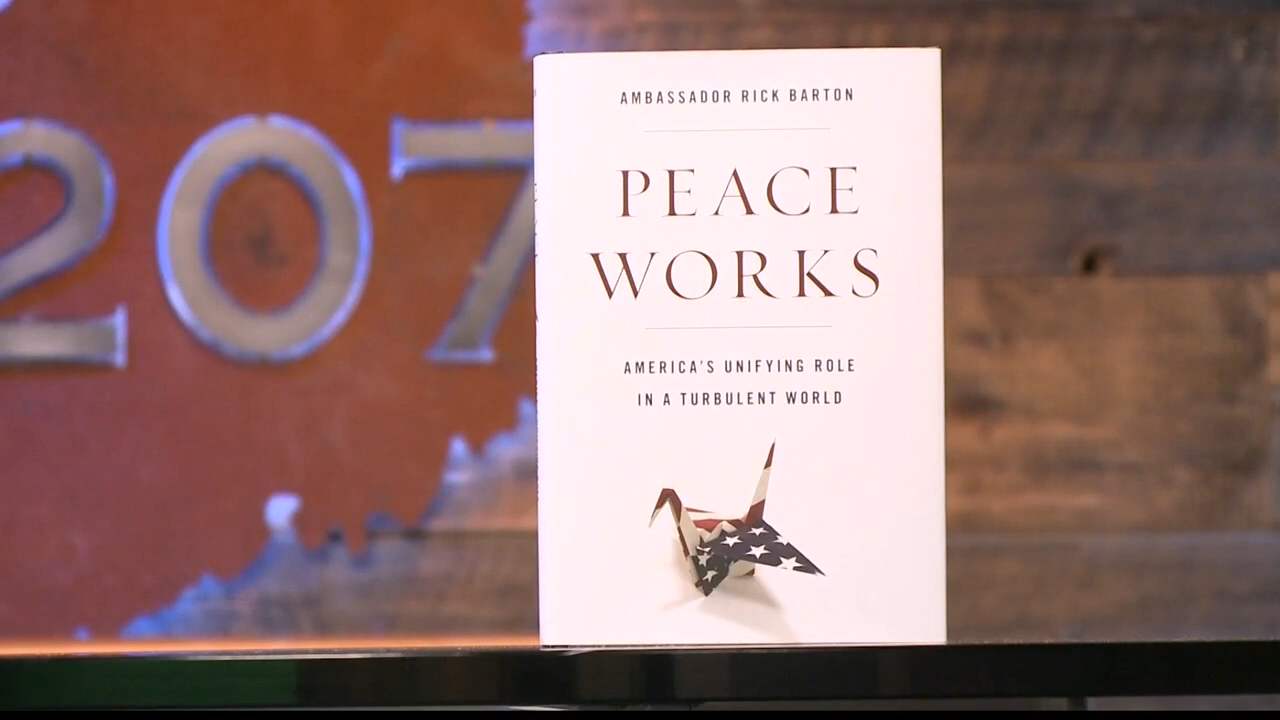 207
AMBASSADOR RICK BARTON
PEACE
WORKS
AMERICA'S UNIFYING ROLE
IN A TURBULENT WORLD